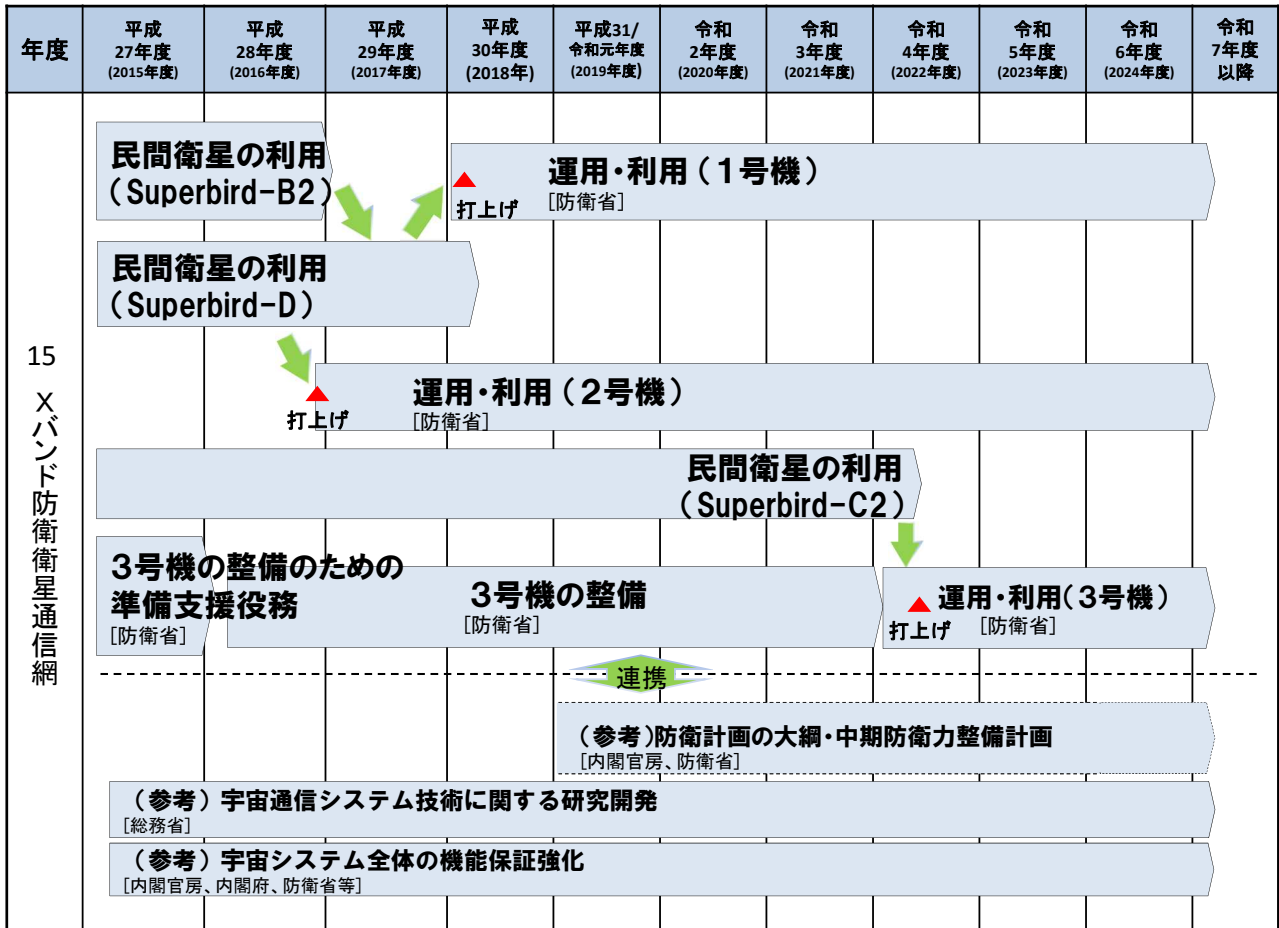 年度
平成
27年度
(2015年度)
平成
28年度
(2016年度)
平成
29年度
(2017年度)
平成
30年度
(2018年)
平成31/
令和元年度
(2019年度)
令和
2年度
(2020年度)
令和
3年度
(2021年度)
令和
4年度
(2022年度)
令和
5年度
(2023年度)
令和
6年度
(2024年度)
令和
7年度
以降
15 Xバンド防衛衛星通信網
民間衛星の利用
(Superbird-B2)
打上げ
運用・利用(1号機)
[防衛省]
民間衛星の利用
(Superbird-D)
打上げ
運用・利用(2号機)
[防衛省]
民間衛星の利用
(Superbird-C2)
3号機の整備のための
準備支援役務
[防衛省]
3号機の整備
[防衛省]
打上げ
運用・利用(3号機)
[防衛省]
連携
(参考)防衛計画の大綱・中期防衛力整備計画
[内閣官房、防衛省]
(参考)宇宙通信システム技術に関する研究開発
[総務省]
(参考)宇宙システム全体の機能保証強化
[内閣官房、内閣府、防衛省等]